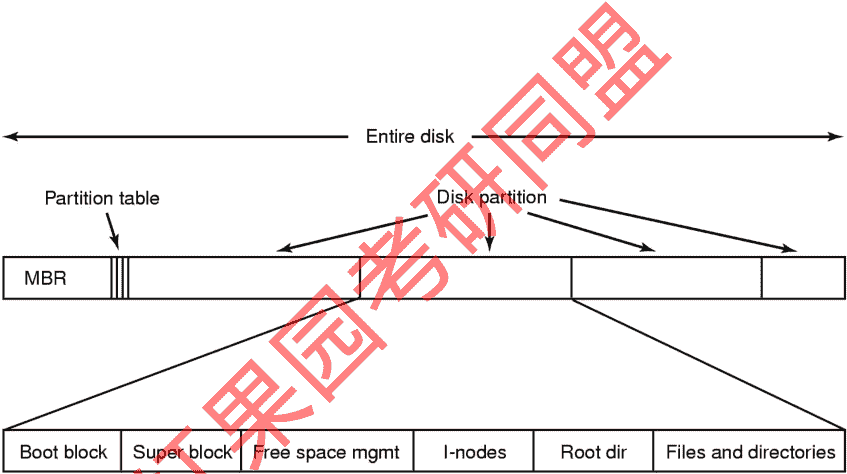 Entire disk
Partition table
Disk partition
MBR
Boot block
Super block
Free space mgmt
I-nodes
Root dir
Files and directories
果园考研同盟